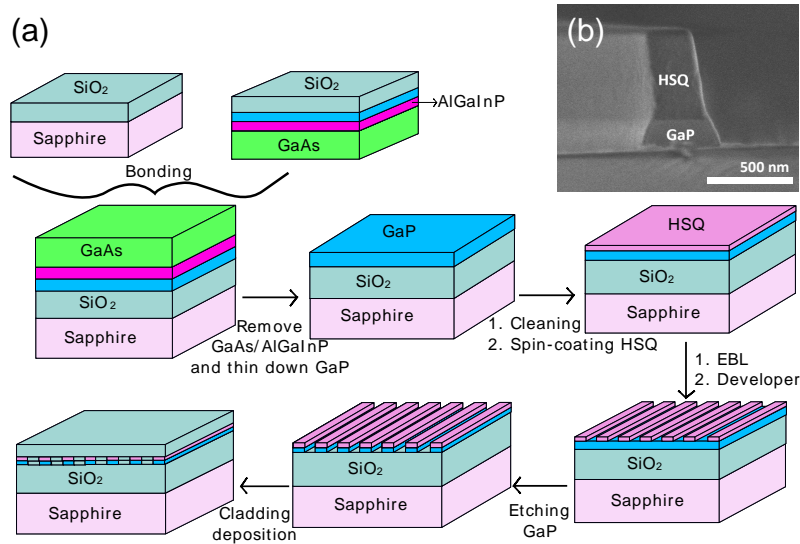 (a)
SiO₂
Sapphire
SiO₂
AlGaInP
GaAs
(b)
HSQ
GaP
500 nm
Bonding
GaAs
SiO₂
Sapphire
Remove
GaAs/AlGaInP
and thin down GaP
GaP
SiO₂
Sapphire
1. Cleaning
2. Spin-coating HSQ
HSQ
SiO₂
Sapphire
1. EBL
2. Developer
SiO₂
Sapphire
Etching
GaP
SiO₂
Sapphire
Cladding
deposition
SiO₂
Sapphire